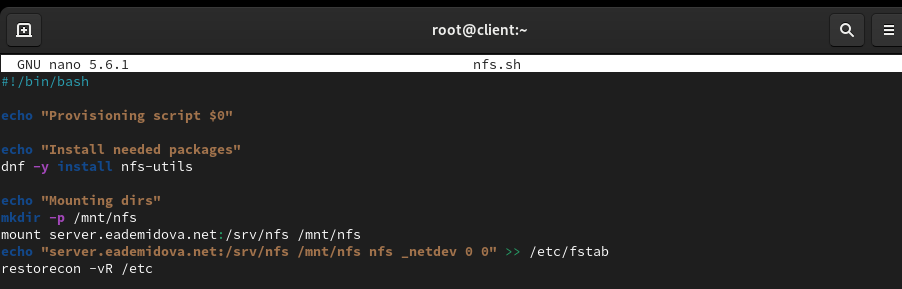 root@client:~
GNU nano 5.6.1 nfs.sh
#!/bin/bash
echo "Provisioning script $0"
echo "Install needed packages"
dnf -y install nfs-utils
echo "Mounting dirs"
mkdir -p /mnt/nfs
mount server.eademidova.net:/srv/nfs /mnt/nfs
echo "server.eademidova.net:/srv/nfs /mnt/nfs nfs _netdev 0 0" >> /etc/fstab
restorecon -vR /etc